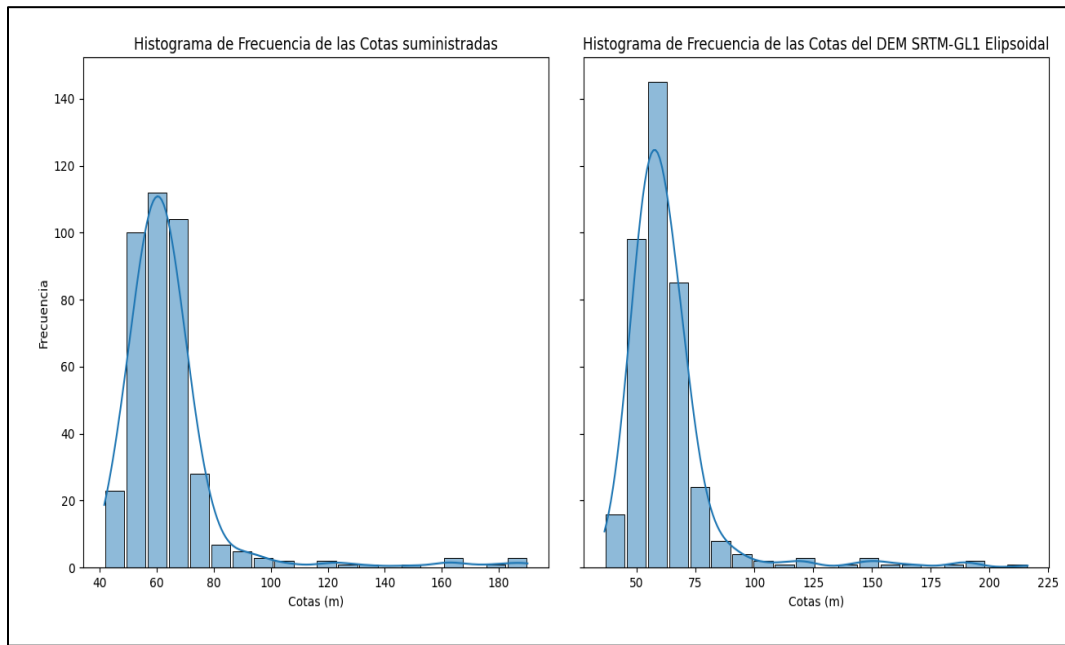 Histograma de Frecuencia de las Cotas suministradas
Histograma de Frecuencia de las Cotas del DEM SRTM-GL1 Elipsoidal
140
120
100
80
60
40
20
0
Frecuencia
40 60 80 100 120 140 160 180
50 75 100 125 150 175 200 225
Cotas (m)
Cotas (m)